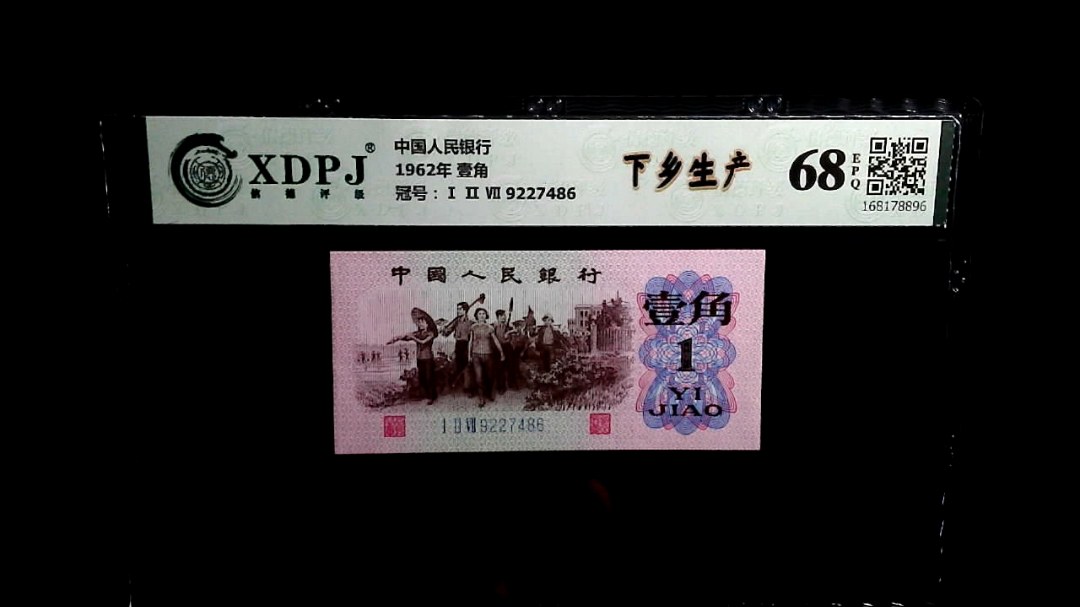 XDPJ®
中国人民银行
1962年 壹角
冠号：Ⅰ Ⅱ Ⅶ 9227486
下乡生产
68
EPQ
168178896
中國人民銀行
壹角
1
YI
JIAO
Ⅰ Ⅱ Ⅶ 9227486